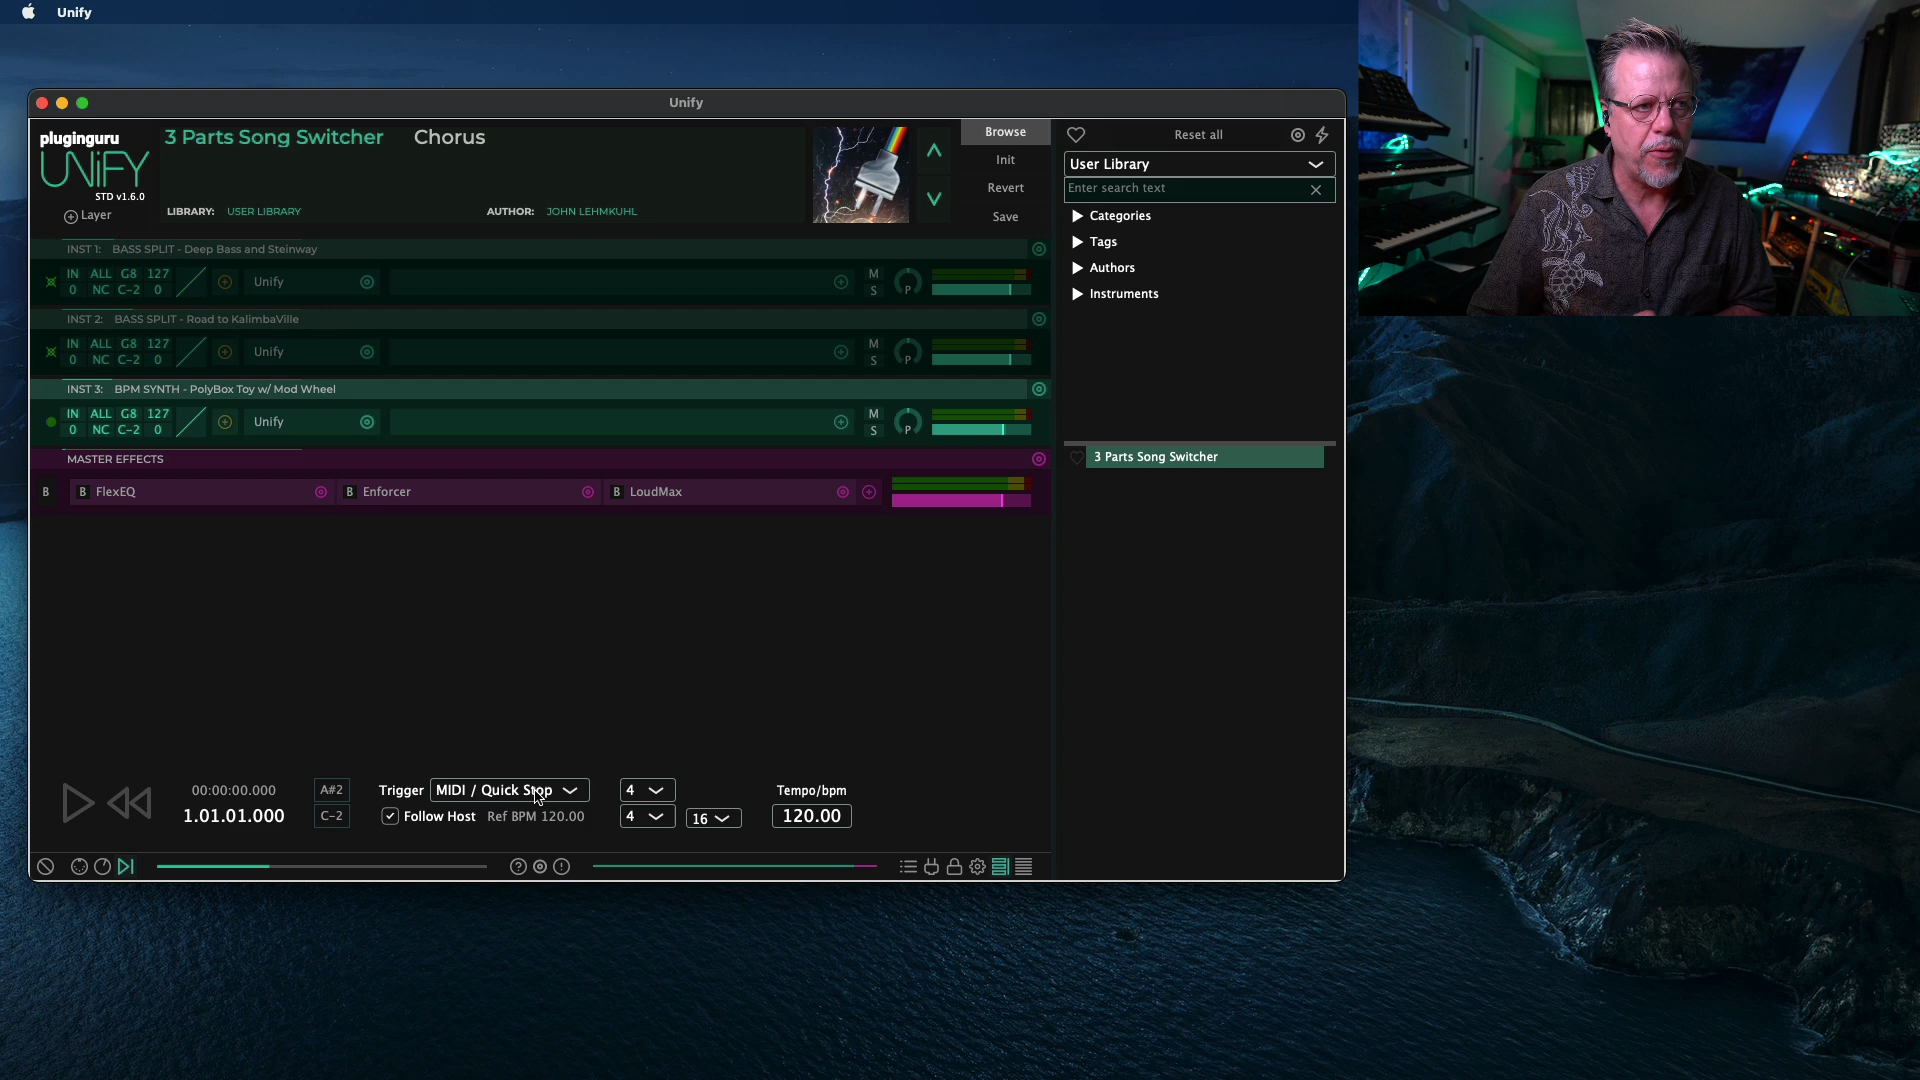 Unify
Unify
pluginguru
UNiFY
STD v1.6.0
Layer
3 Parts Song Switcher Chorus
LIBRARY: USER LIBRARY AUTHOR: JOHN LEHMKUHL
Browse
Init
Revert
Save
Reset all
User Library
Enter search text
Categories
Tags
Authors
Instruments
3 Parts Song Switcher
INST 1: BASS SPLIT - Deep Bass and Steinway
IN ALL G8 127 Unify M
0 NC C-2 0 S P
INST 2: BASS SPLIT - Road to KalimbaVille
IN ALL G8 127 Unify M
0 NC C-2 0 S P
INST 3: BPM SYNTH - PolyBox Toy w/ Mod Wheel
IN ALL G8 127 Unify M
0 NC C-2 0 S P
MASTER EFFECTS
B B FlexEQ B Enforcer B LoudMax
00:00:00.000 A#2 Trigger MIDI / Quick Stop 4 Tempo/bpm
1.01.01.000 C-2 Follow Host Ref BPM 120.00 4 16 120.00